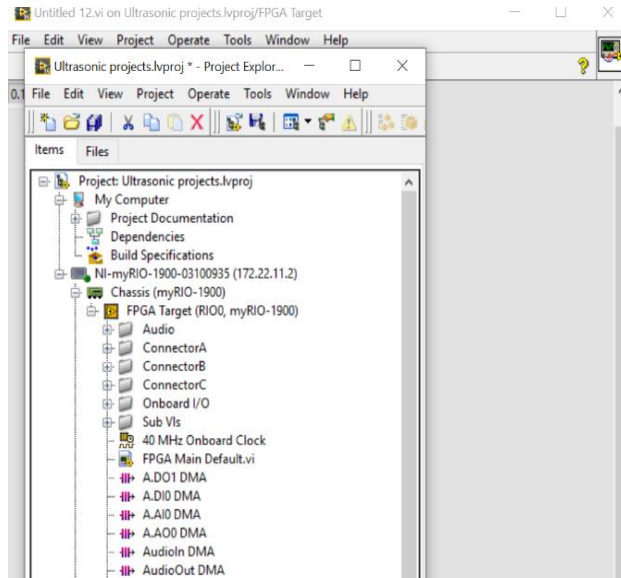 Untitled 12.vi on Ultrasonic projects.lvproj/FPGA Target
File Edit View Project Operate Tools Window Help
Ultrasonic projects.lvproj * - Project Explor...
0.1
File Edit View Project Operate Tools Window Help
Items Files
Project: Ultrasonic projects.lvproj
My Computer
Project Documentation
Dependencies
Build Specifications
NI-myRIO-1900-03100935 (172.22.11.2)
Chassis (myRIO-1900)
FPGA Target (RIO0, myRIO-1900)
Audio
ConnectorA
ConnectorB
ConnectorC
Onboard I/O
Sub VIs
40 MHz Onboard Clock
FPGA Main Default.vi
A.DO1 DMA
A.DI0 DMA
A.AI0 DMA
A.AO0 DMA
AudioIn DMA
AudioOut DMA